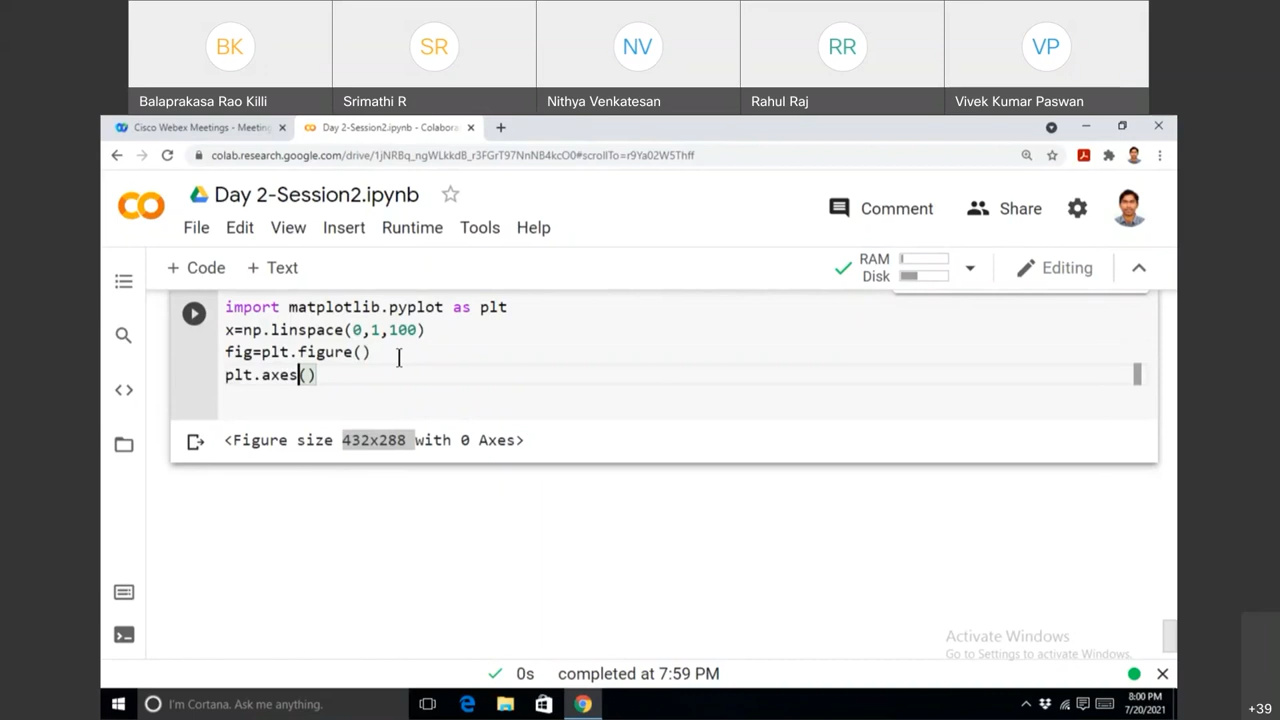 BK
SR
NV
RR
VP
Balaprakasa Rao Killi
Srimathi R
Nithya Venkatesan
Rahul Raj
Vivek Kumar Paswan
Cisco Webex Meetings - Meetin
Day 2-Session2.ipynb - Colabora
colab.research.google.com/drive/1jNRBq_ngWLkkdB_r3FGrT97NnNB4kcO0#scrollTo=r9Ya02W5Thff
CO
Day 2-Session2.ipynb
Comment
Share
File Edit View Insert Runtime Tools Help
+ Code + Text
RAM
Disk
Editing
import matplotlib.pyplot as plt
x=np.linspace(0,1,100)
fig=plt.figure()
plt.axes()
<Figure size 432x288 with 0 Axes>
Activate Windows
Go to Settings to activate Windows.
0s completed at 7:59 PM
I'm Cortana. Ask me anything.
8:00 PM
7/20/2021
+39